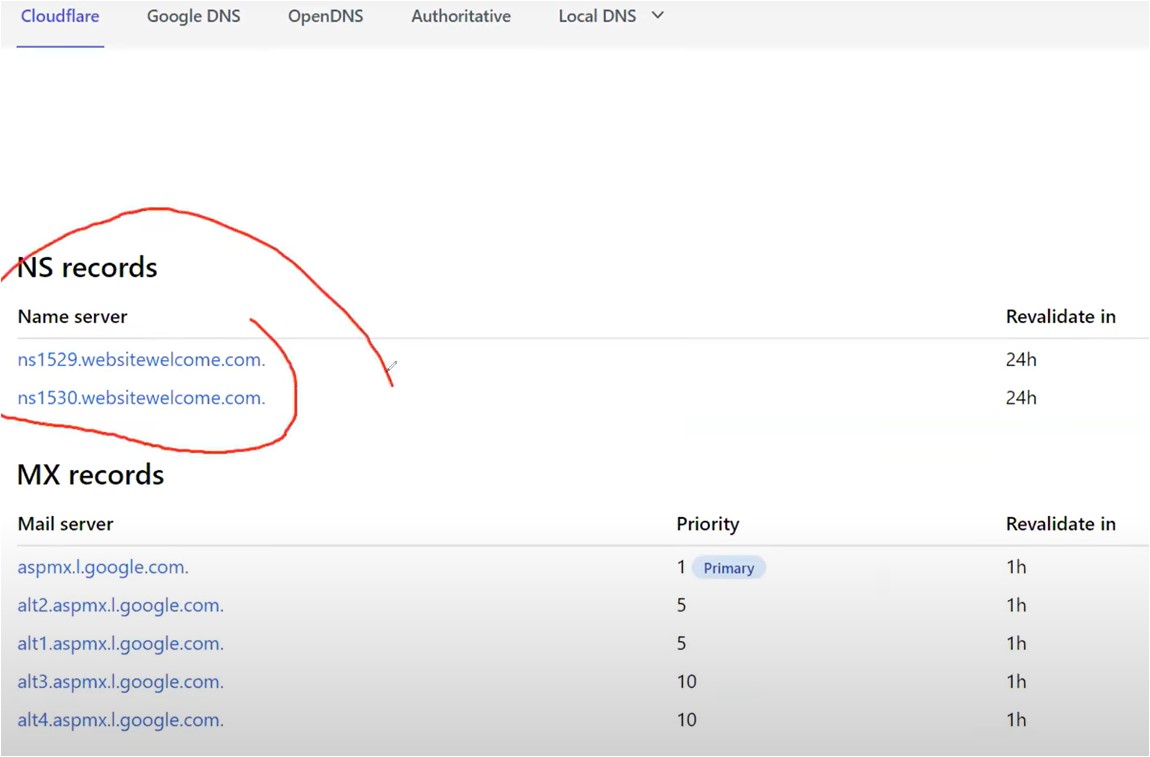 Cloudflare Google DNS OpenDNS Authoritative Local DNS
NS records
Name server Revalidate in
ns1529.websitewelcome.com. 24h
ns1530.websitewelcome.com. 24h
MX records
Mail server Priority Revalidate in
aspmx.l.google.com. 1 Primary 1h
alt2.aspmx.l.google.com. 5 1h
alt1.aspmx.l.google.com. 5 1h
alt3.aspmx.l.google.com. 10 1h
alt4.aspmx.l.google.com. 10 1h